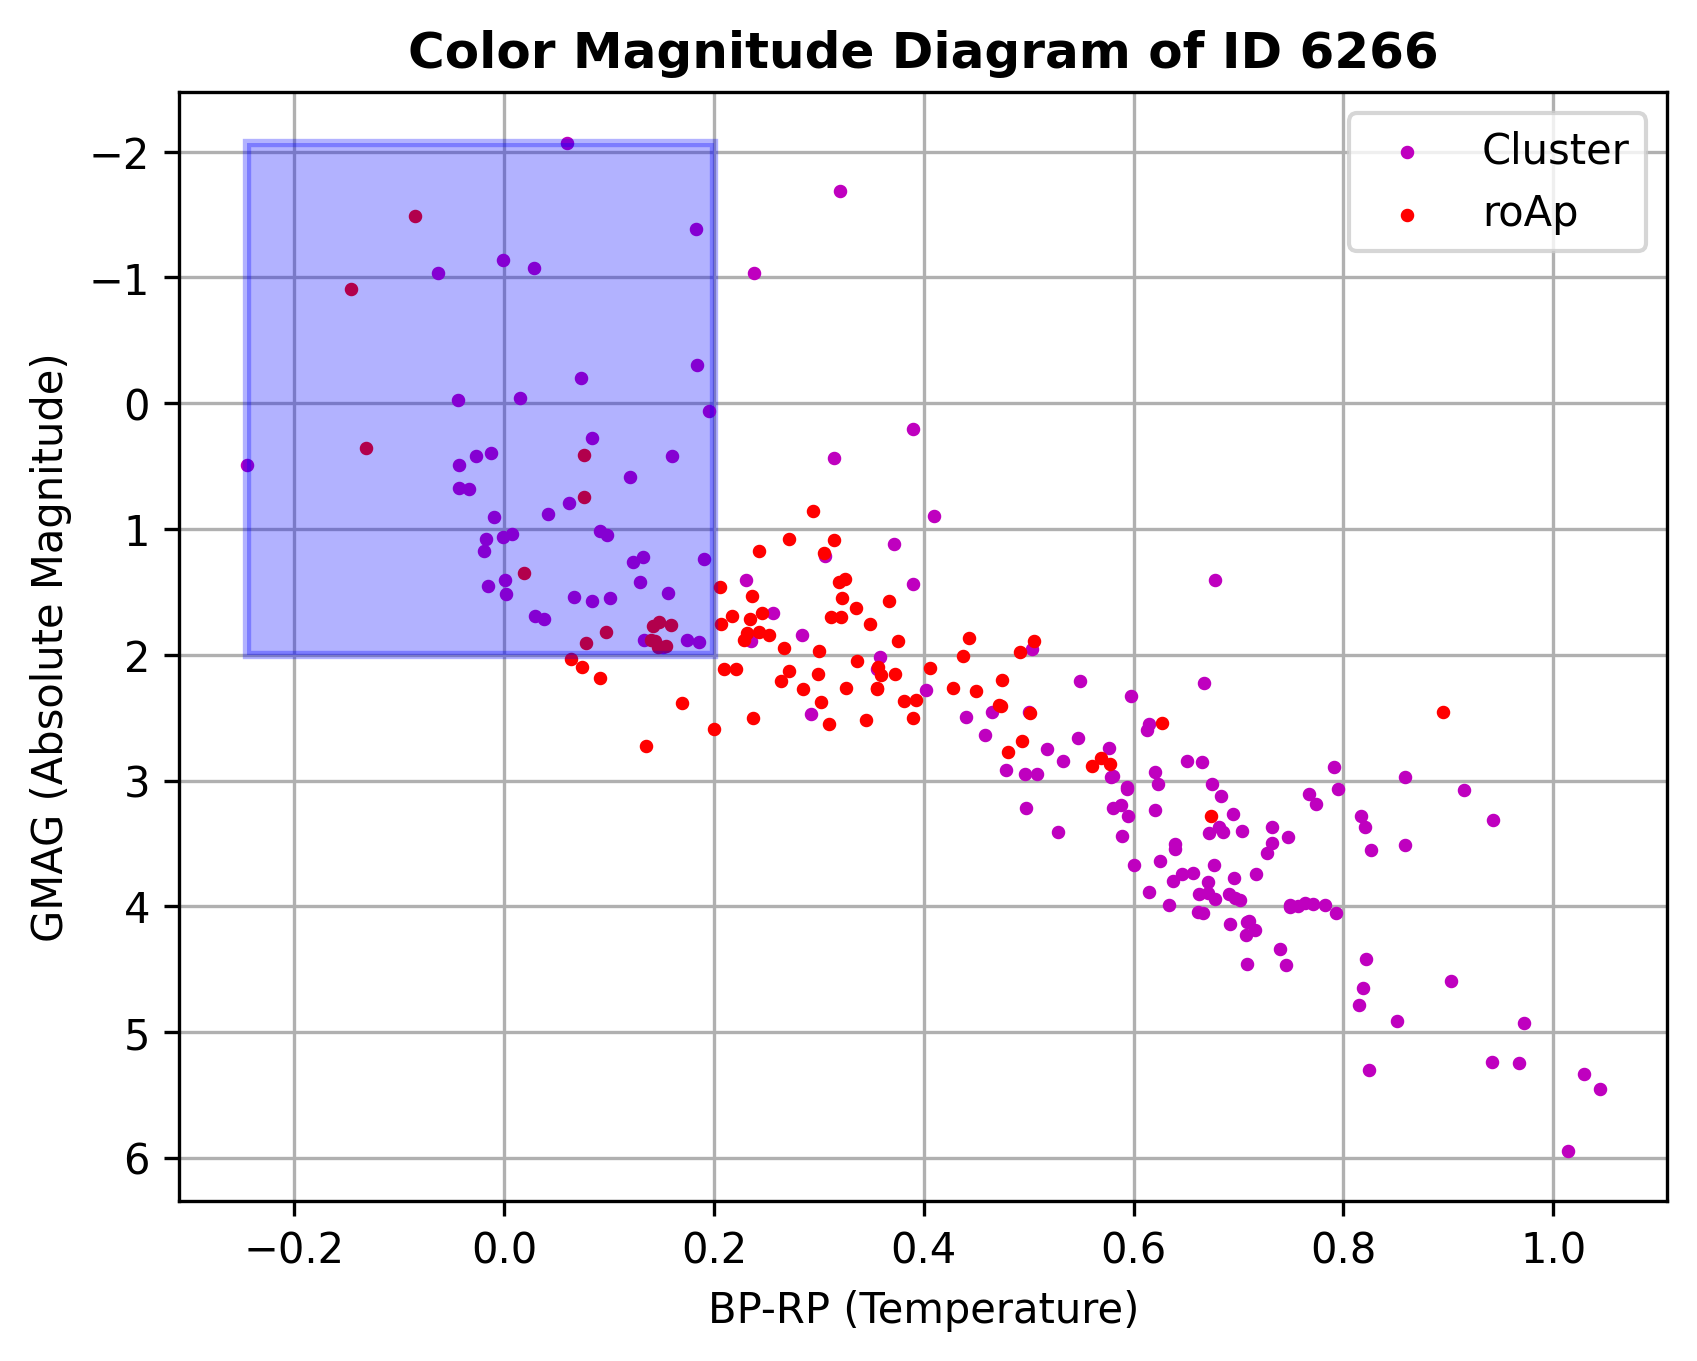 Color Magnitude Diagram of ID 6266
Cluster
roAp
−2
−1
0
1
2
3
4
5
6
GMAG (Absolute Magnitude)
−0.2 0.0 0.2 0.4 0.6 0.8 1.0
BP-RP (Temperature)